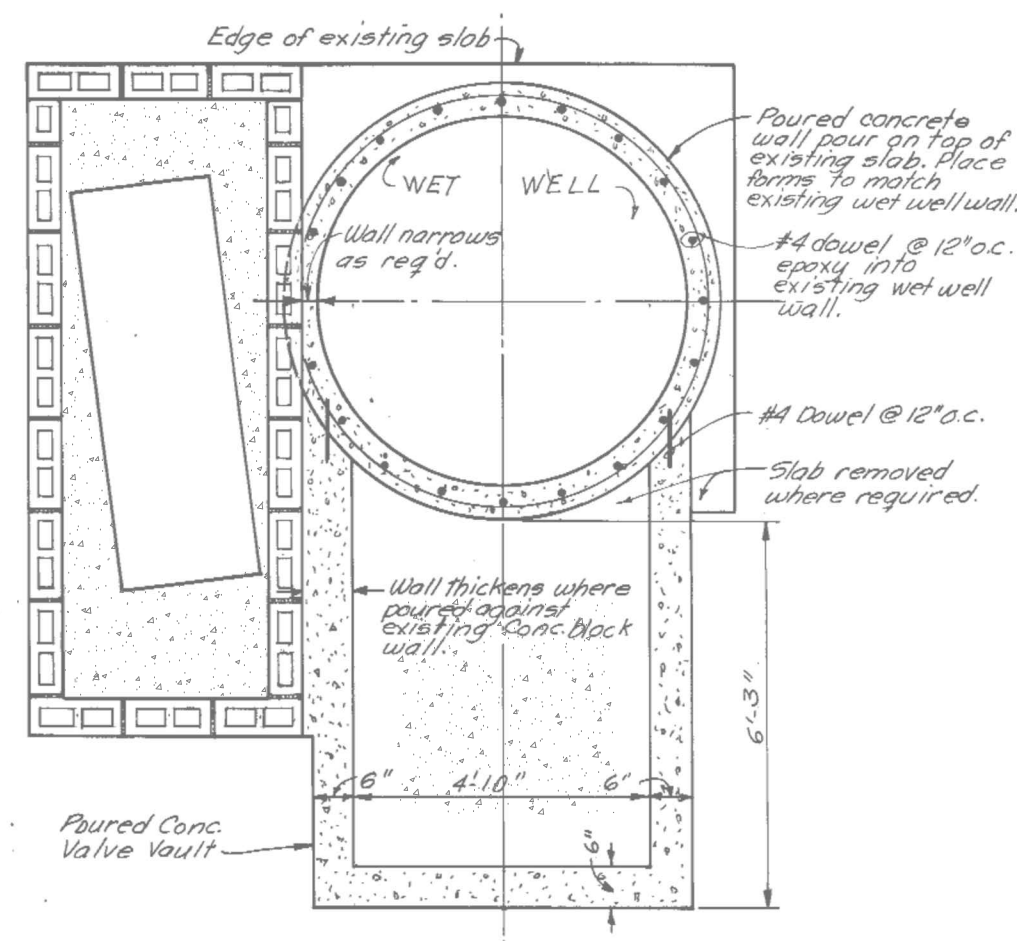 Edge of existing slab
Poured concrete
wall pour on top of
existing slab. Place
forms to match
existing wet well wall.
WET WELL
Wall narrows
as req'd.
#4 dowel @ 12" o.c.
epoxy into
existing wet well
wall.
#4 Dowel @ 12" o.c.
Slab removed
where required.
Wall thickens where
poured against
existing Conc. block
wall.
6'-3"
6" 4'-10" 6"
Poured Conc.
Valve Vault
6"